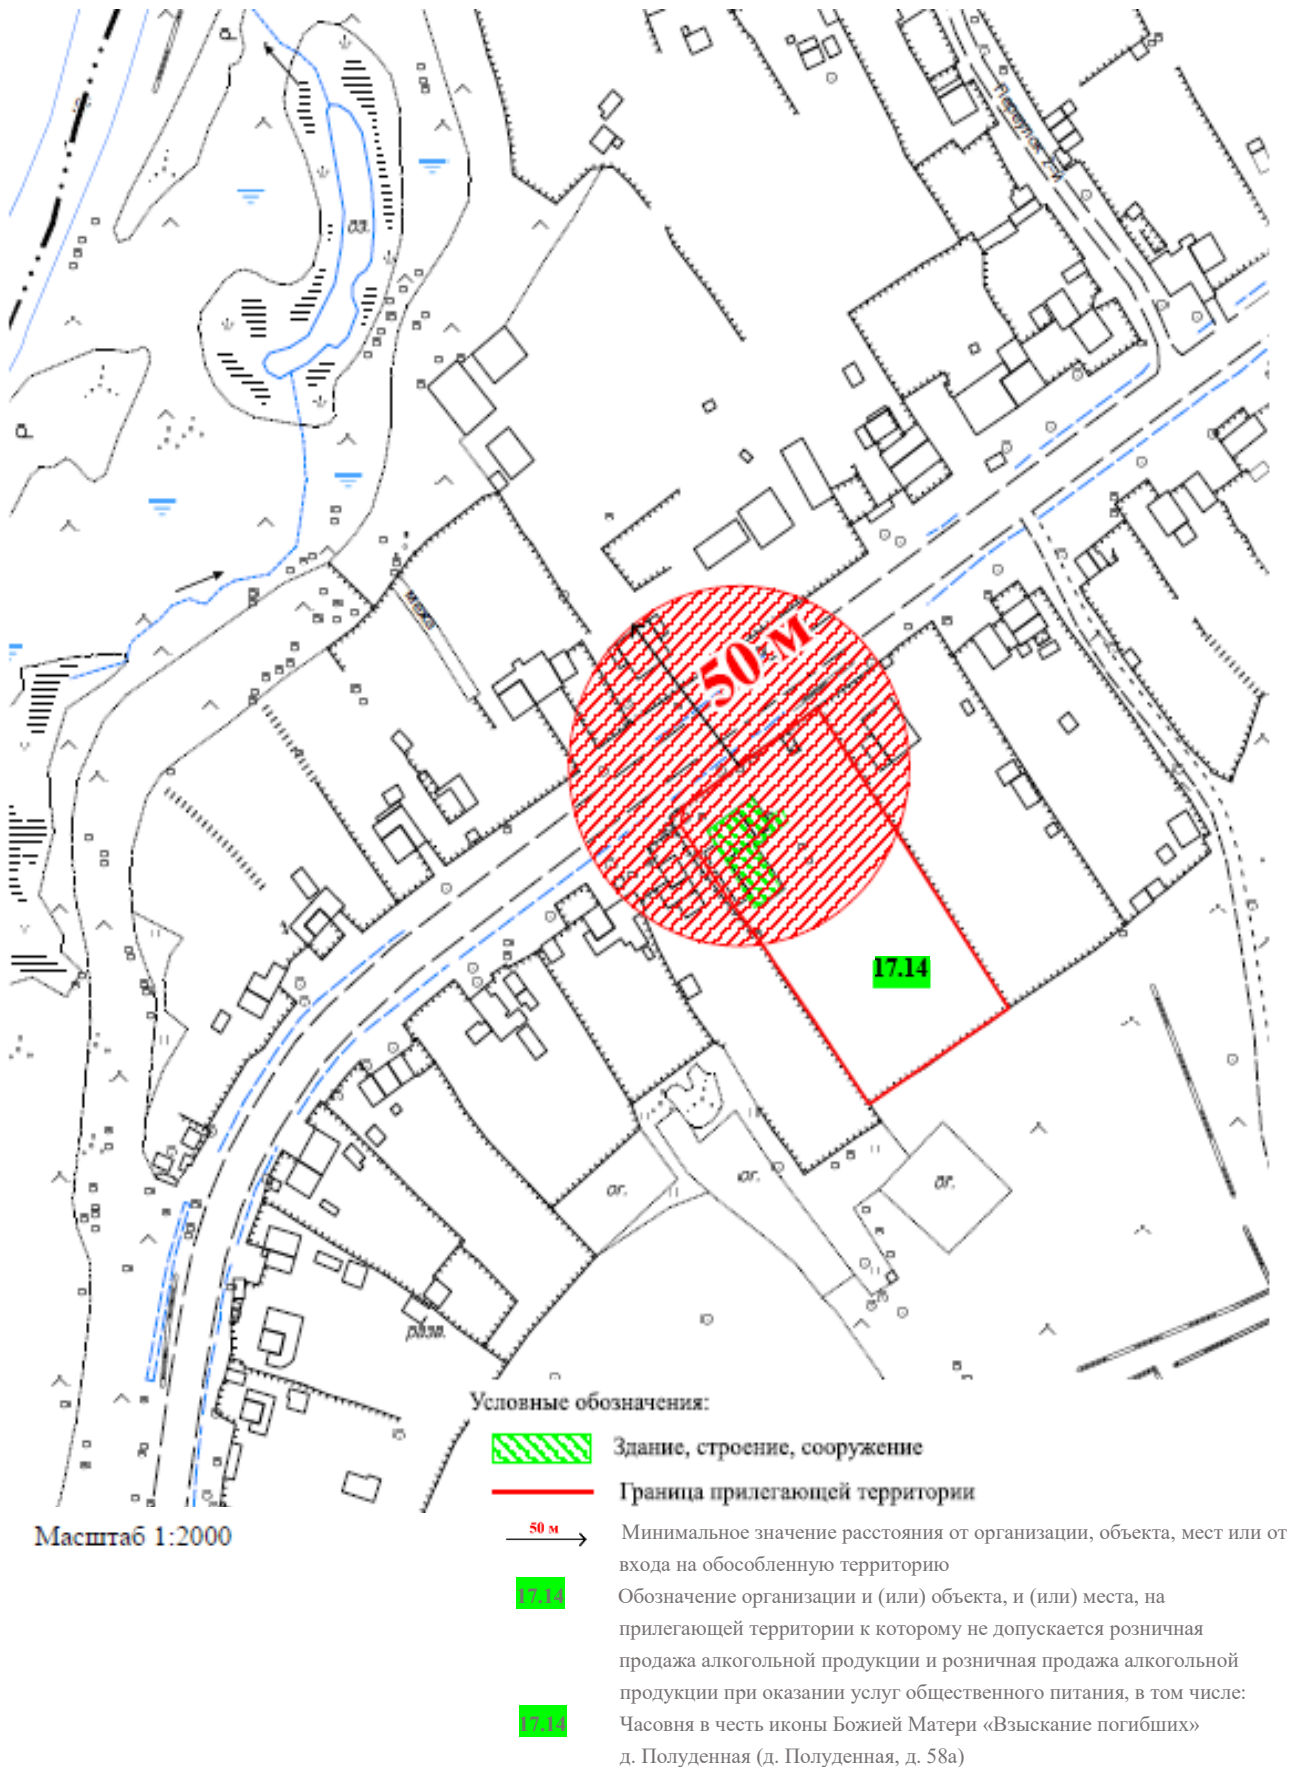 Переулок 2-й
р
оз.
р
межа
50 м
17.14
ог.
ог.
ог.
разв.
Условные обозначения:
Здание, строение, сооружение
Граница прилегающей территории
Масштаб 1:2000
50 м
Минимальное значение расстояния от организации, объекта, мест или от
входа на обособленную территорию
17.14
Обозначение организации и (или) объекта, и (или) места, на
прилегающей территории к которому не допускается розничная
продажа алкогольной продукции и розничная продажа алкогольной
продукции при оказании услуг общественного питания, в том числе:
17.14
Часовня в честь иконы Божией Матери «Взыскание погибших»
д. Полуденная (д. Полуденная, д. 58а)